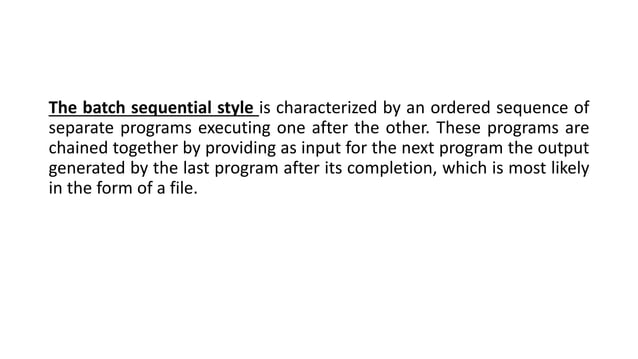 The batch sequential style is characterized by an ordered sequence of
separate programs executing one after the other. These programs are
chained together by providing as input for the next program the output
generated by the last program after its completion, which is most likely
in the form of a file.